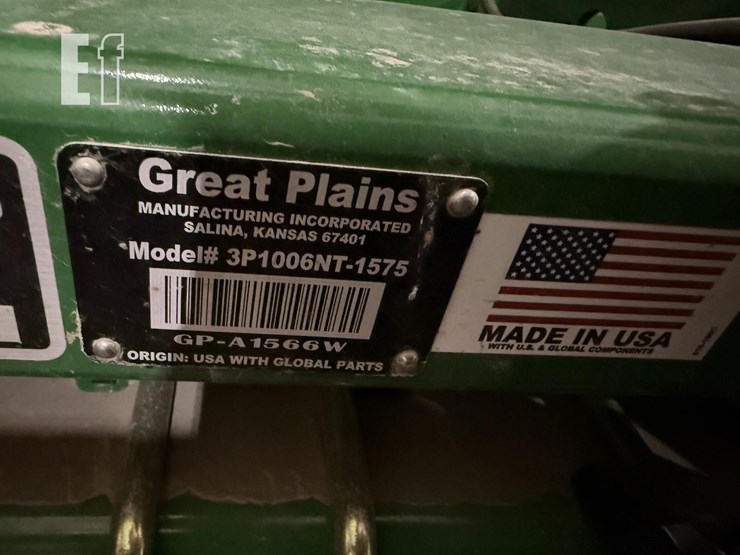 Ef
Great Plains
MANUFACTURING INCORPORATED
SALINA, KANSAS 67401
Model# 3P1006NT-1575
GP-A1566W
ORIGIN: USA WITH GLOBAL PARTS
MADE IN USA
WITH U.S. & GLOBAL COMPONENTS